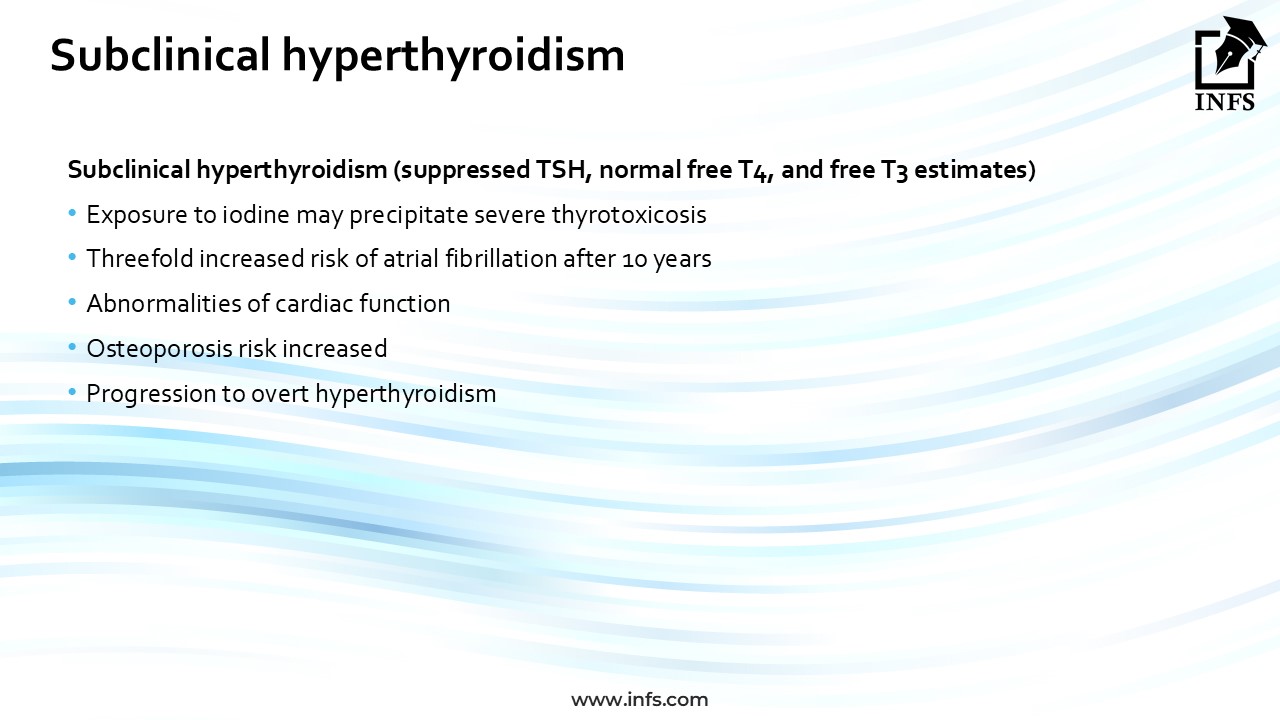 Subclinical hyperthyroidism
INFS
Subclinical hyperthyroidism (suppressed TSH, normal free T4, and free T3 estimates)
• Exposure to iodine may precipitate severe thyrotoxicosis
• Threefold increased risk of atrial fibrillation after 10 years
• Abnormalities of cardiac function
• Osteoporosis risk increased
• Progression to overt hyperthyroidism
www.infs.com